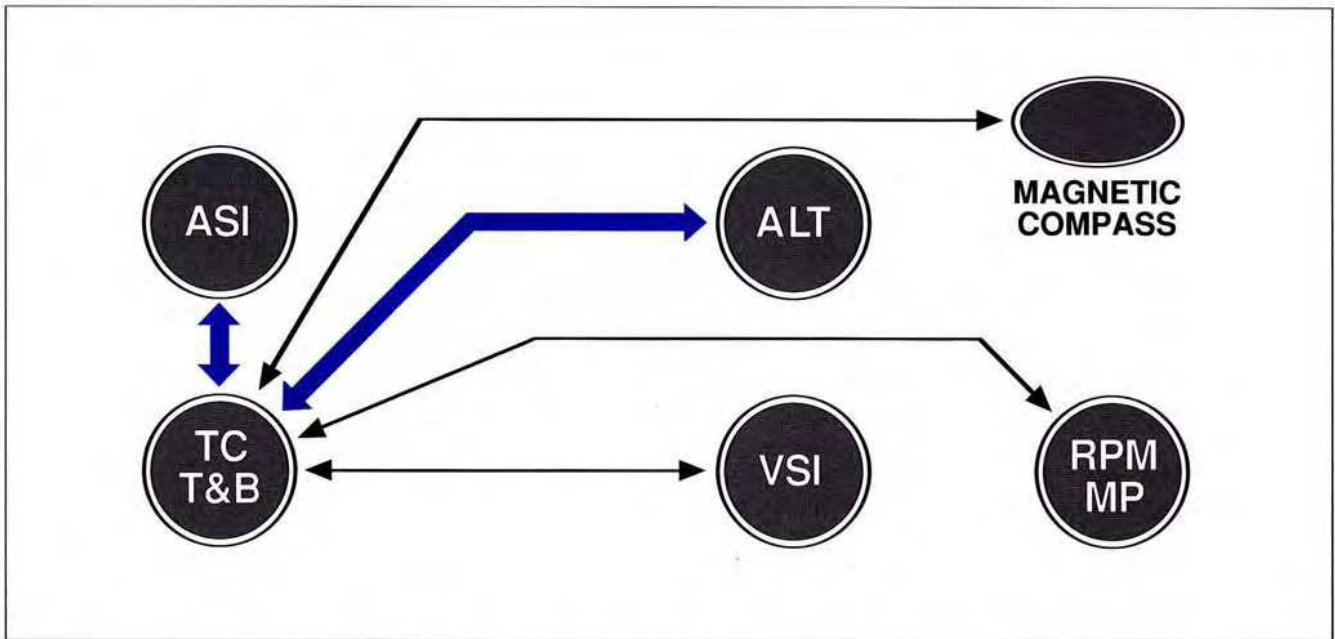 ASI
ALT
MAGNETIC
COMPASS
TC
T&B
VSI
RPM
MP